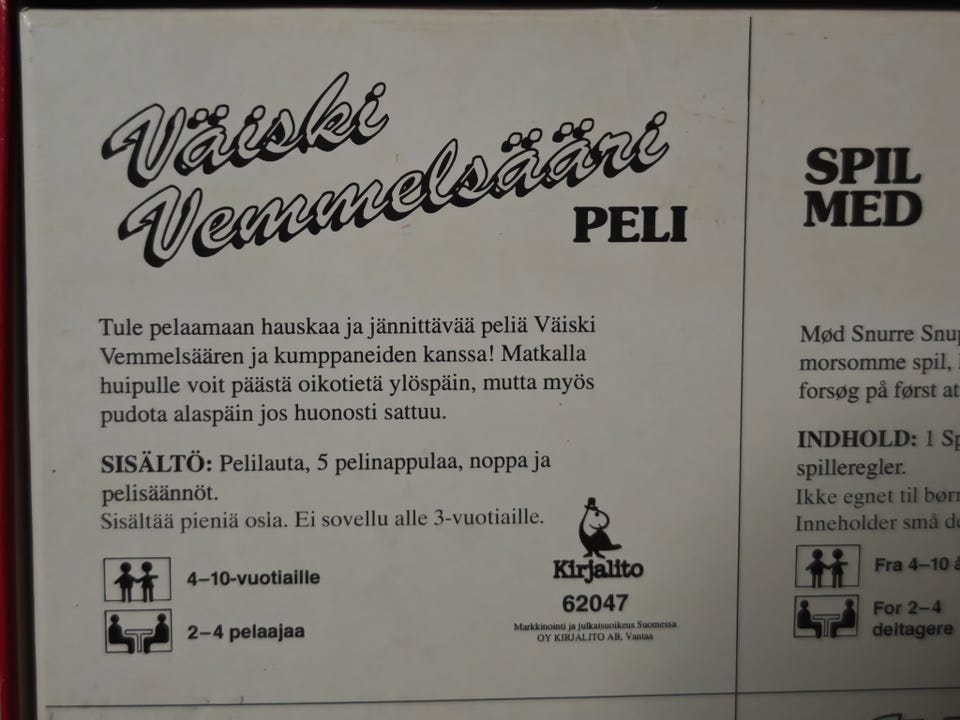 Väiski
Vemmelsääri
PELI
Tule pelaamaan hauskaa ja jännittävää peliä Väiski
Vemmelsäären ja kumppaneiden kanssa! Matkalla
huipulle voit päästä oikotietä ylöspäin, mutta myös
pudota alaspäin jos huonosti sattuu.
SISÄLTÖ: Pelilauta, 5 pelinappulaa, noppa ja
pelisäännöt.
Sisältää pieniä osia. Ei sovellu alle 3-vuotiaille.
4–10-vuotiaille
2–4 pelaajaa
Kirjalito
62047
Markkinointi ja julkaisuoikeus Suomessa
OY KIRJALITO AB, Vantaa
SPIL
MED
Mød Snurre
morsomme spil,
forsøg på først at
INDHOLD: 1
spilleregler.
Ikke egnet til
Inneholder små
Fra 4–10
For 2–4
deltagere